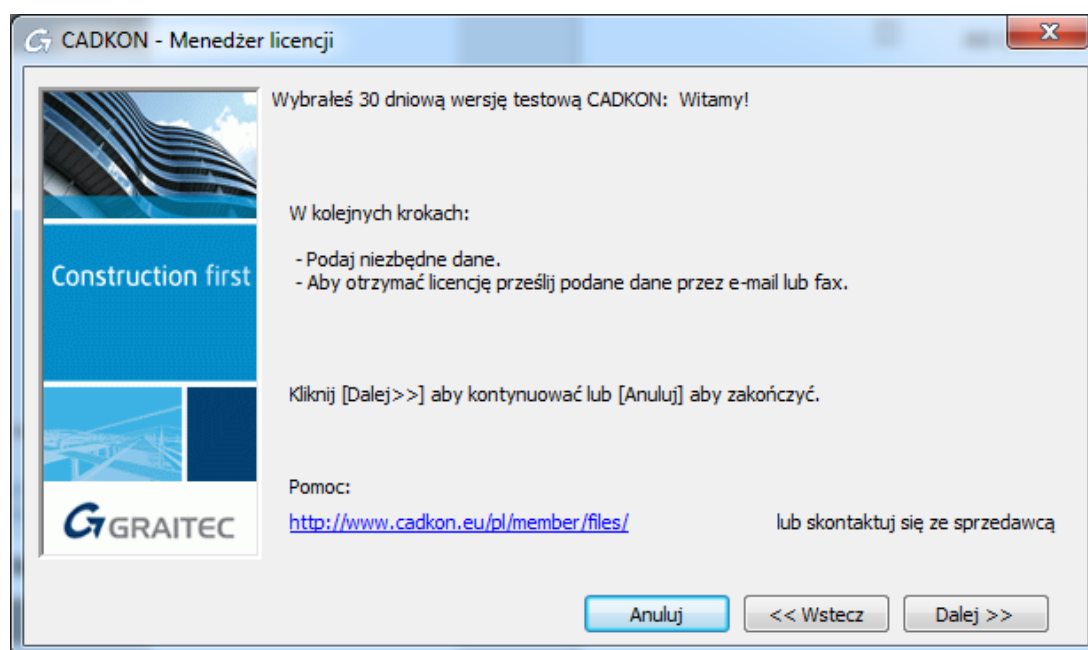 CADKON - Menedżer licencji
Wybrałeś 30 dniową wersję testową CADKON: Witamy!
W kolejnych krokach:
- Podaj niezbędne dane.
- Aby otrzymać licencję prześlij podane dane przez e-mail lub fax.
Construction first
Kliknij [Dalej>>] aby kontynuować lub [Anuluj] aby zakończyć.
Pomoc:
http://www.cadkon.eu/pl/member/files/ lub skontaktuj się ze sprzedawcą
GRAITEC
Anuluj << Wstecz Dalej >>